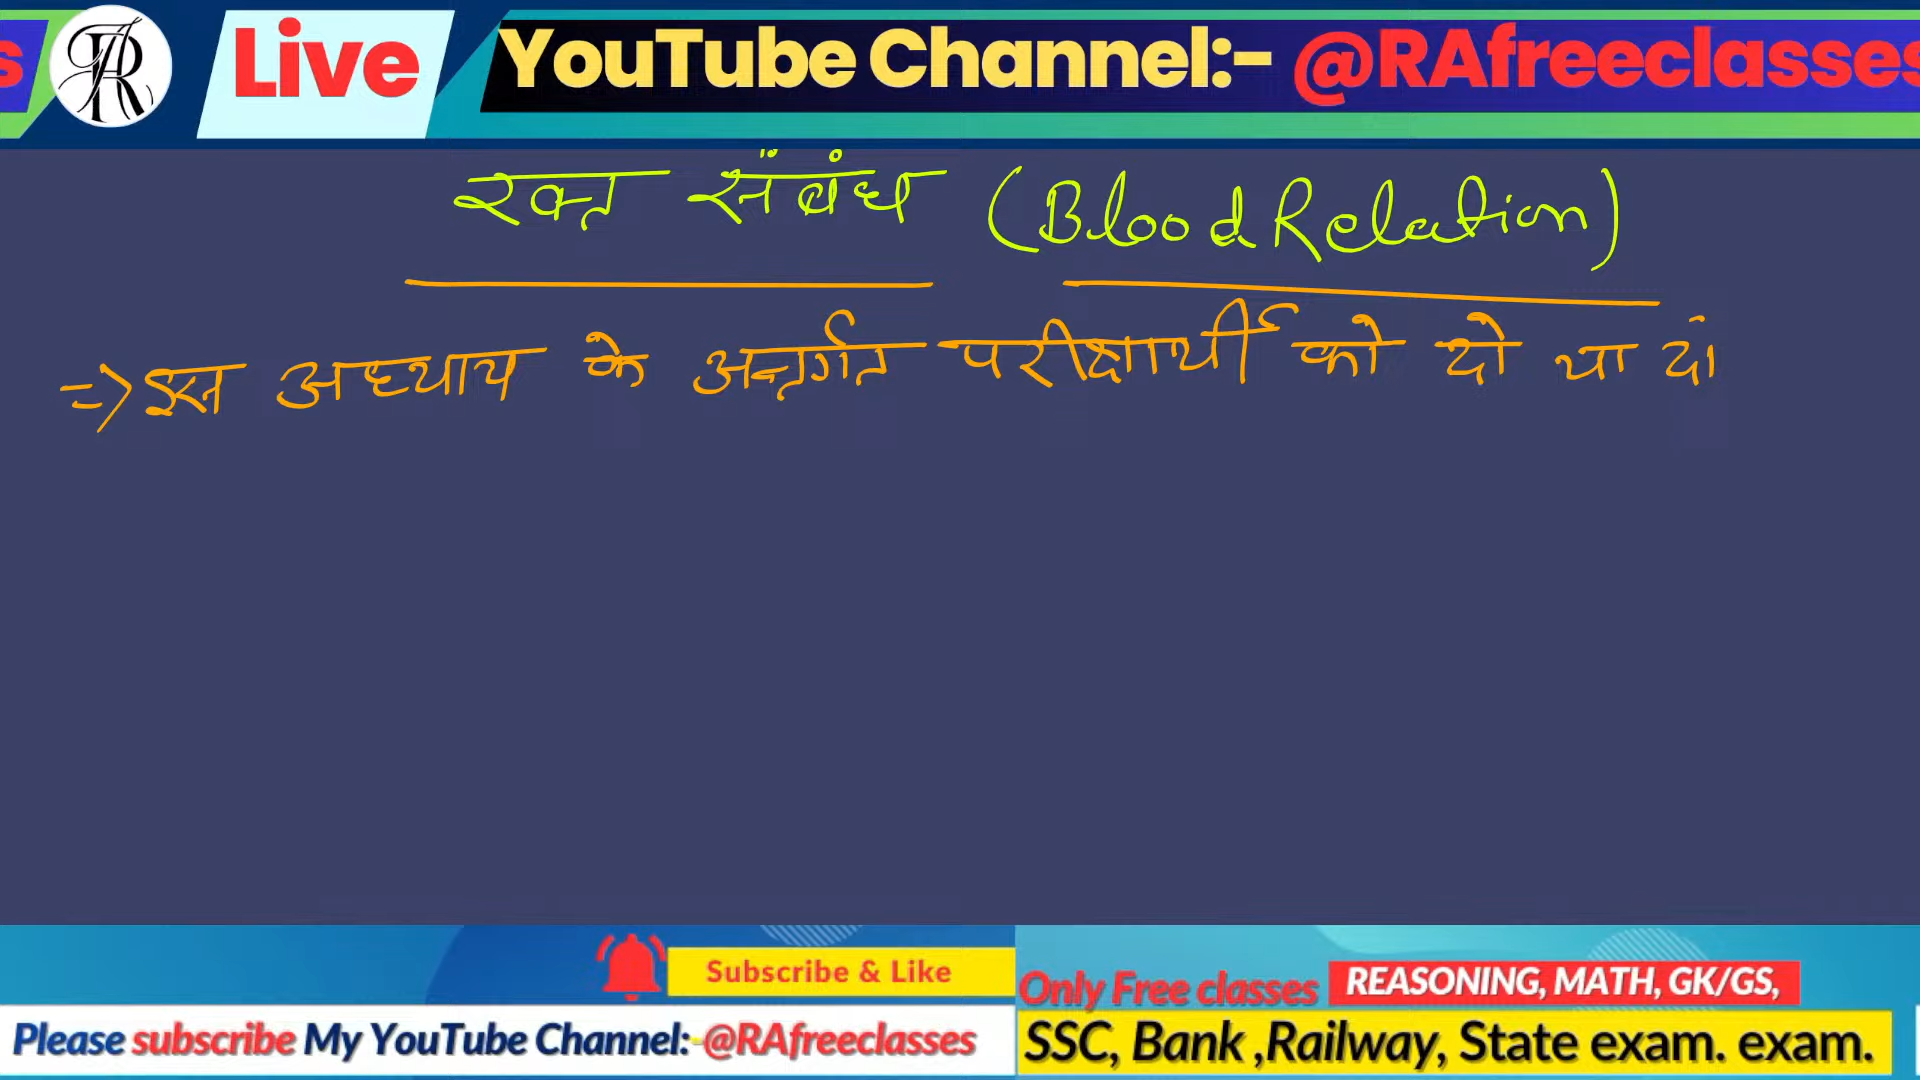 s Live YouTube Channel:- @RAfreeclasses
रक्त संबंध (Blood Relation)
=> इस अध्याय के अन्तर्गत परीक्षार्थी को दो या दो
Subscribe & Like
Only Free classes REASONING, MATH, GK/GS,
Please subscribe My YouTube Channel:-@RAfreeclasses
SSC, Bank ,Railway, State exam. exam.